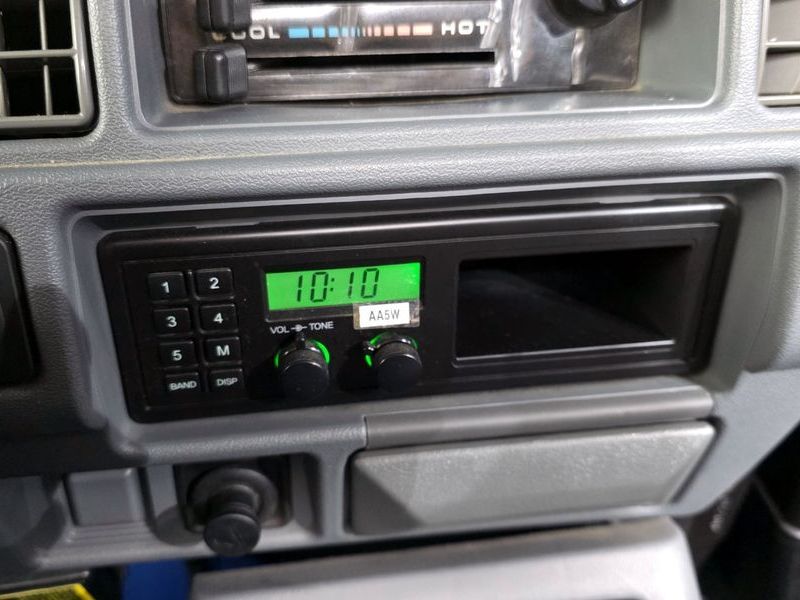 COOL HOT
10:10
AA5W
VOL TONE
1 2
3 4
5 M
BAND DISP